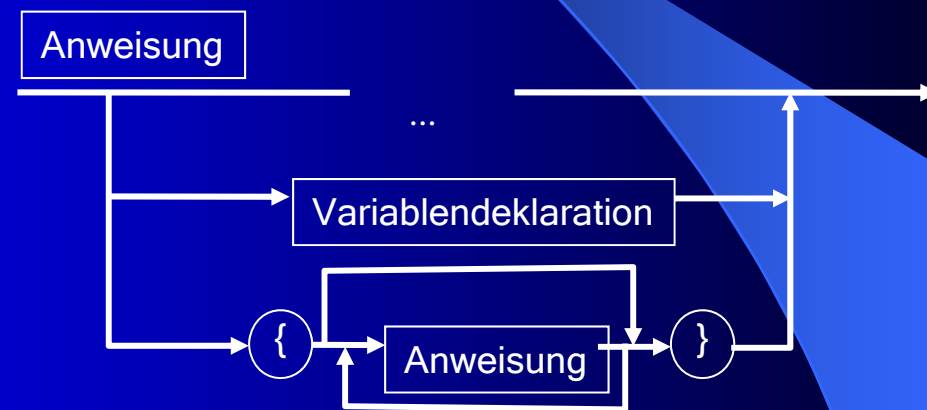 Anweisung
...
Variablendeklaration
{ Anweisung }